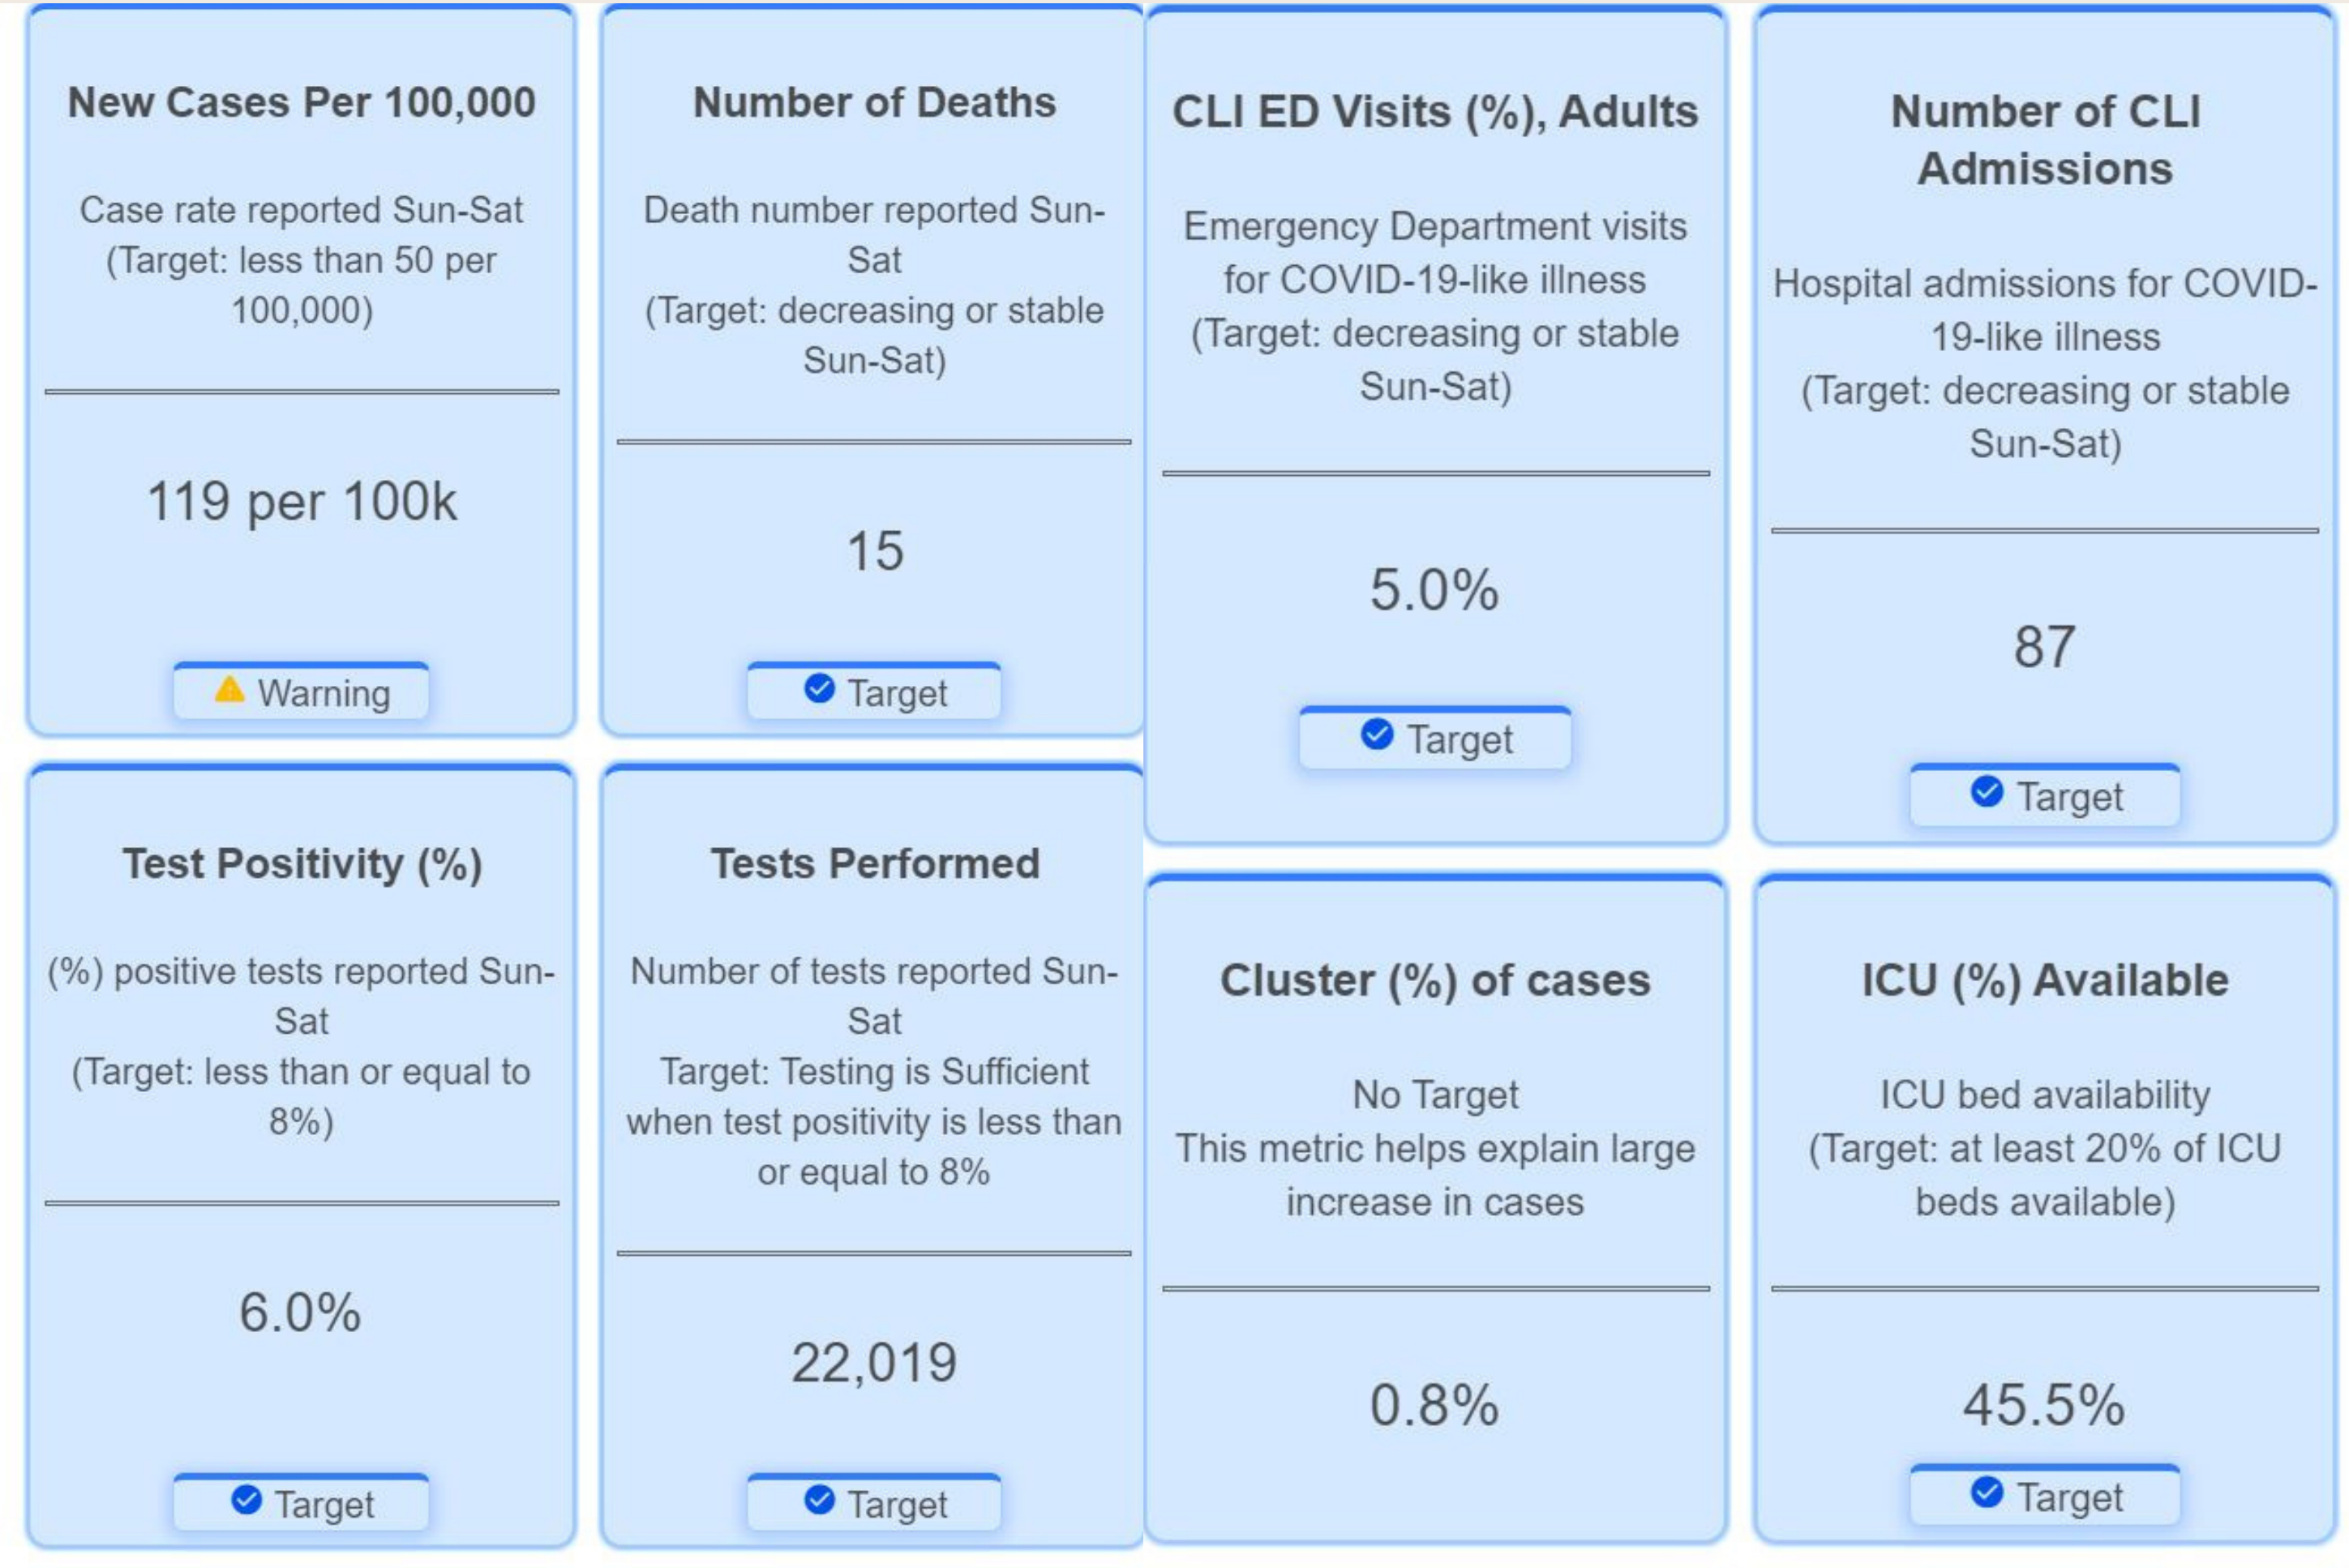 New Cases Per 100,000
Case rate reported Sun-Sat
(Target: less than 50 per
100,000)
119 per 100k
Warning
Number of Deaths
Death number reported Sun-
Sat
(Target: decreasing or stable
Sun-Sat)
15
Target
CLI ED Visits (%), Adults
Emergency Department visits
for COVID-19-like illness
(Target: decreasing or stable
Sun-Sat)
5.0%
Target
Number of CLI
Admissions
Hospital admissions for COVID-
19-like illness
(Target: decreasing or stable
Sun-Sat)
87
Target
Test Positivity (%)
(%) positive tests reported Sun-
Sat
(Target: less than or equal to
8%)
6.0%
Target
Tests Performed
Number of tests reported Sun-
Sat
Target: Testing is Sufficient
when test positivity is less than
or equal to 8%
22,019
Target
Cluster (%) of cases
No Target
This metric helps explain large
increase in cases
0.8%
ICU (%) Available
ICU bed availability
(Target: at least 20% of ICU
beds available)
45.5%
Target